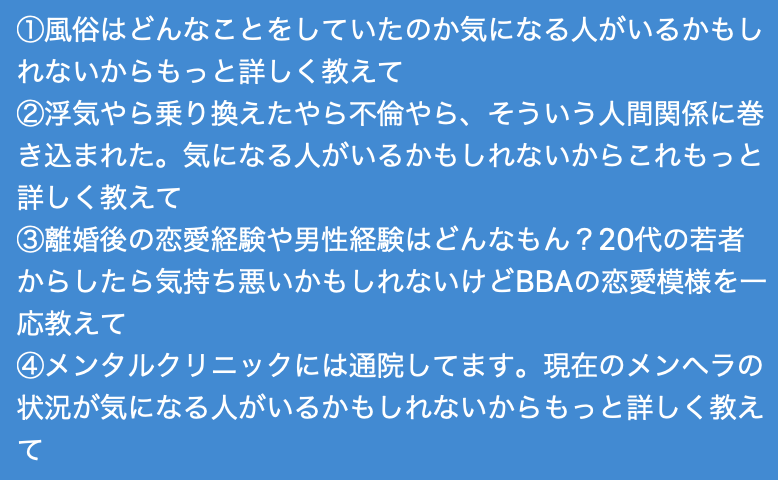 ①風俗はどんなことをしていたのか気になる人がいるかもし
れないからもっと詳しく教えて
②浮気やら乗り換えたやら不倫やら、そういう人間関係に巻
き込まれた。気になる人がいるかもしれないからこれもっと
詳しく教えて
③離婚後の恋愛経験や男性経験はどんなもん？20代の若者
からしたら気持ち悪いかもしれないけどBBAの恋愛模様を一
応教えて
④メンタルクリニックには通院してます。現在のメンヘラの
状況が気になる人がいるかもしれないからもっと詳しく教え
て